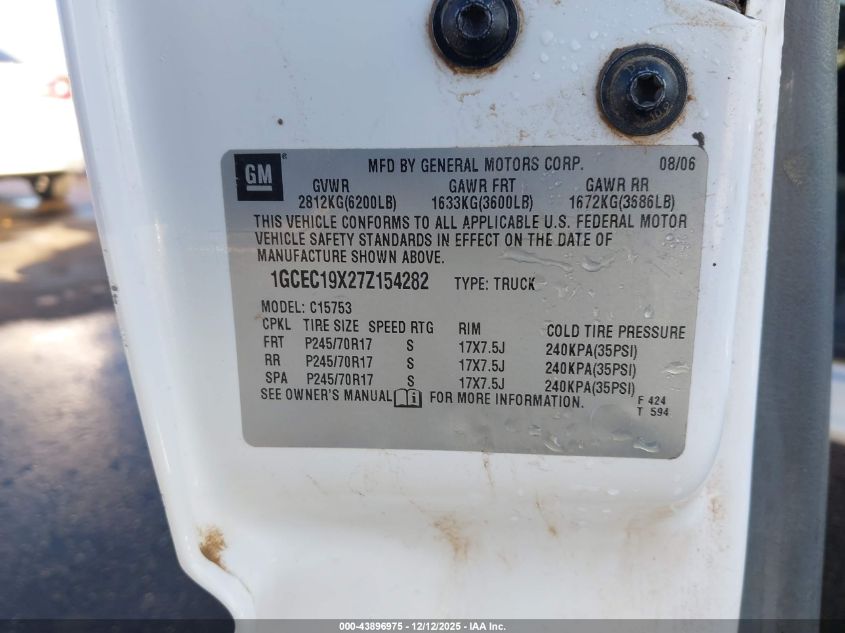 GM ® MFD BY GENERAL MOTORS CORP. 08/06
GVWR GAWR FRT GAWR RR
2812KG(6200LB) 1633KG(3600LB) 1672KG(3686LB)
THIS VEHICLE CONFORMS TO ALL APPLICABLE U.S. FEDERAL MOTOR
VEHICLE SAFETY STANDARDS IN EFFECT ON THE DATE OF
MANUFACTURE SHOWN ABOVE.
1GCEC19X27Z154282 TYPE: TRUCK
MODEL: C15753
CPKL TIRE SIZE SPEED RTG RIM COLD TIRE PRESSURE
FRT P245/70R17 S 17X7.5J 240KPA(35PSI)
RR P245/70R17 S 17X7.5J 240KPA(35PSI)
SPA P245/70R17 S 17X7.5J 240KPA(35PSI)
SEE OWNER'S MANUAL FOR MORE INFORMATION. F 424
T 594
000-43896975 - 12/12/2025 - IAA Inc.